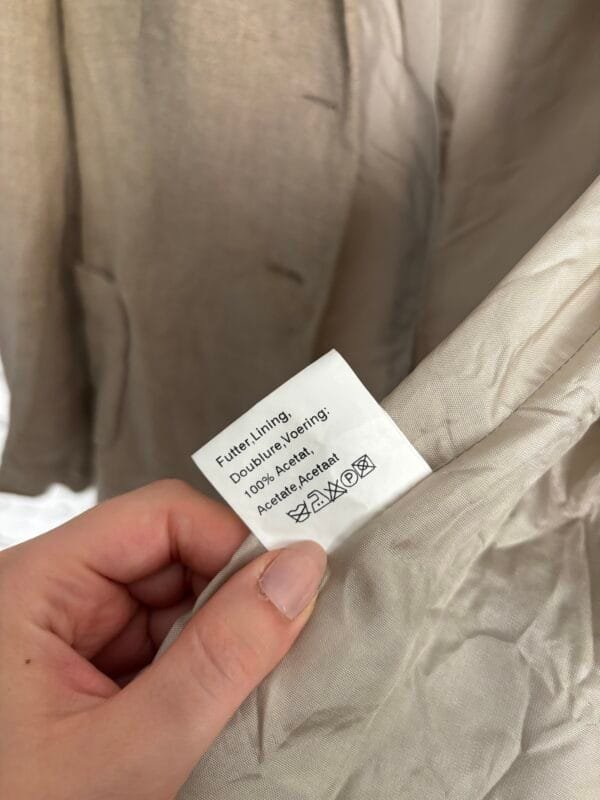 Futter,Lining,
Doublure,Voering:
100% Acetat,
Acetate,Acetaat
P